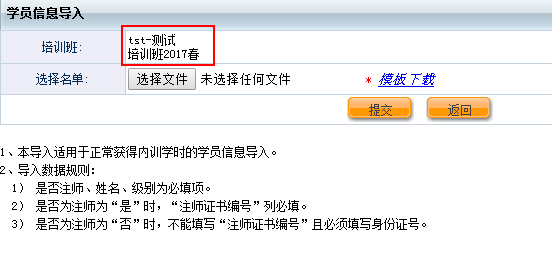 学员信息导入
培训班: tst-测试
培训班2017春
选择名单: 选择文件 未选择任何文件 * 模板下载
提交 返回
1、本导入适用于正常获得内训学时的学员信息导入。
2、导入数据规则:
1） 是否注师、姓名、级别为必填项。
2） 是否为注师为“是”时，“注师证书编号”列必填。
3） 是否为注师为“否”时，不能填写“注师证书编号”且必须填写身份证号。